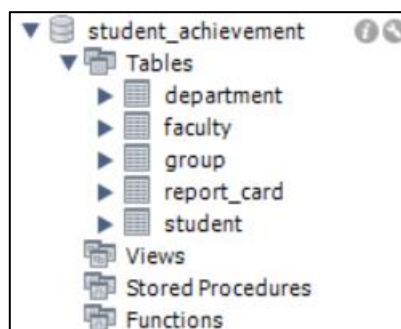 student_achievement
Tables
department
faculty
group
report_card
student
Views
Stored Procedures
Functions